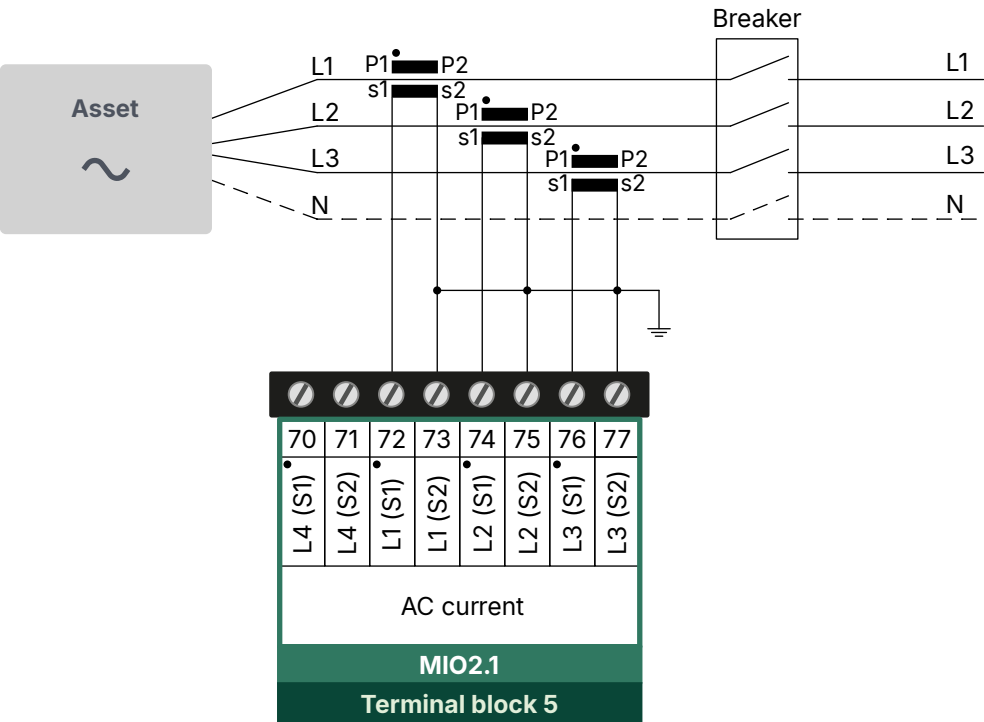 Breaker
Asset
L1
P1 P2
L1
s1 s2
L2
P1 P2
L2
s1 s2
L3
P1 P2
L3
s1 s2
N
N
70 71 72 73 74 75 76 77
L4 (S1) L4 (S2) L1 (S1) L1 (S2) L2 (S1) L2 (S2) L3 (S1) L3 (S2)
AC current
MIO2.1
Terminal block 5